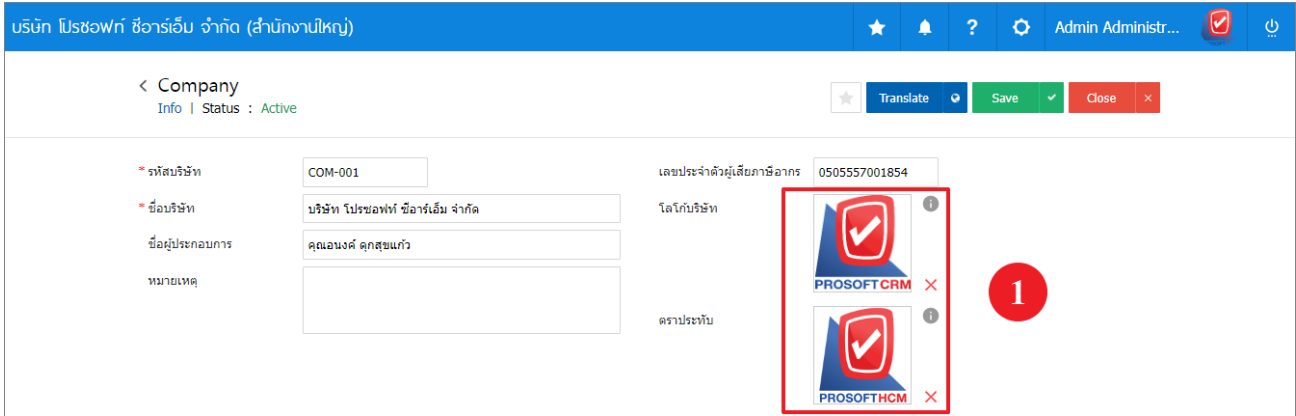 บริษัท โปรซอฟท์ ซีอาร์เอ็ม จำกัด (สำนักงานใหญ่)
? Admin Administr...
Company
Info | Status : Active
Translate Save Close
* รหัสบริษัท COM-001 เลขประจำตัวผู้เสียภาษีอากร 0505557001854
* ชื่อบริษัท บริษัท โปรซอฟท์ ซีอาร์เอ็ม จำกัด โลโก้บริษัท
ชื่อผู้ประกอบการ คุณอนงค์ ดุกสุขแก้ว
หมายเหตุ
PROSOFTCRM
1
ตราประทับ
PROSOFTHCM